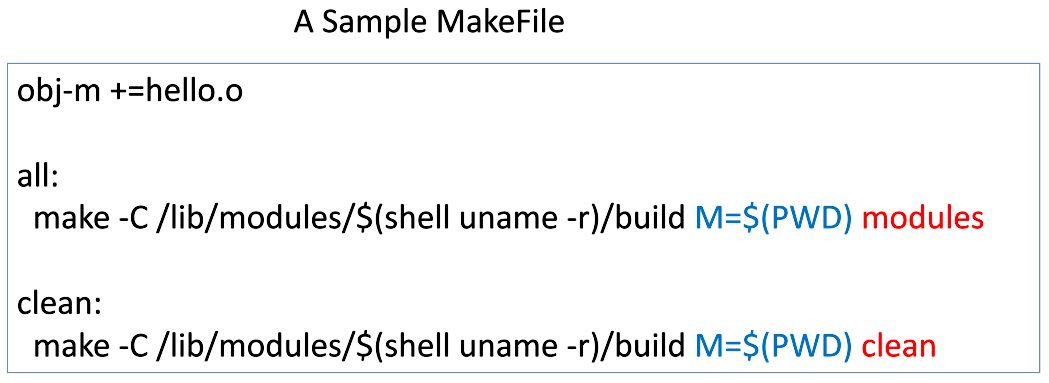 A Sample MakeFile
obj-m +=hello.o
all:
make -C /lib/modules/$(shell uname -r)/build M=$(PWD) modules
clean:
make -C /lib/modules/$(shell uname -r)/build M=$(PWD) clean